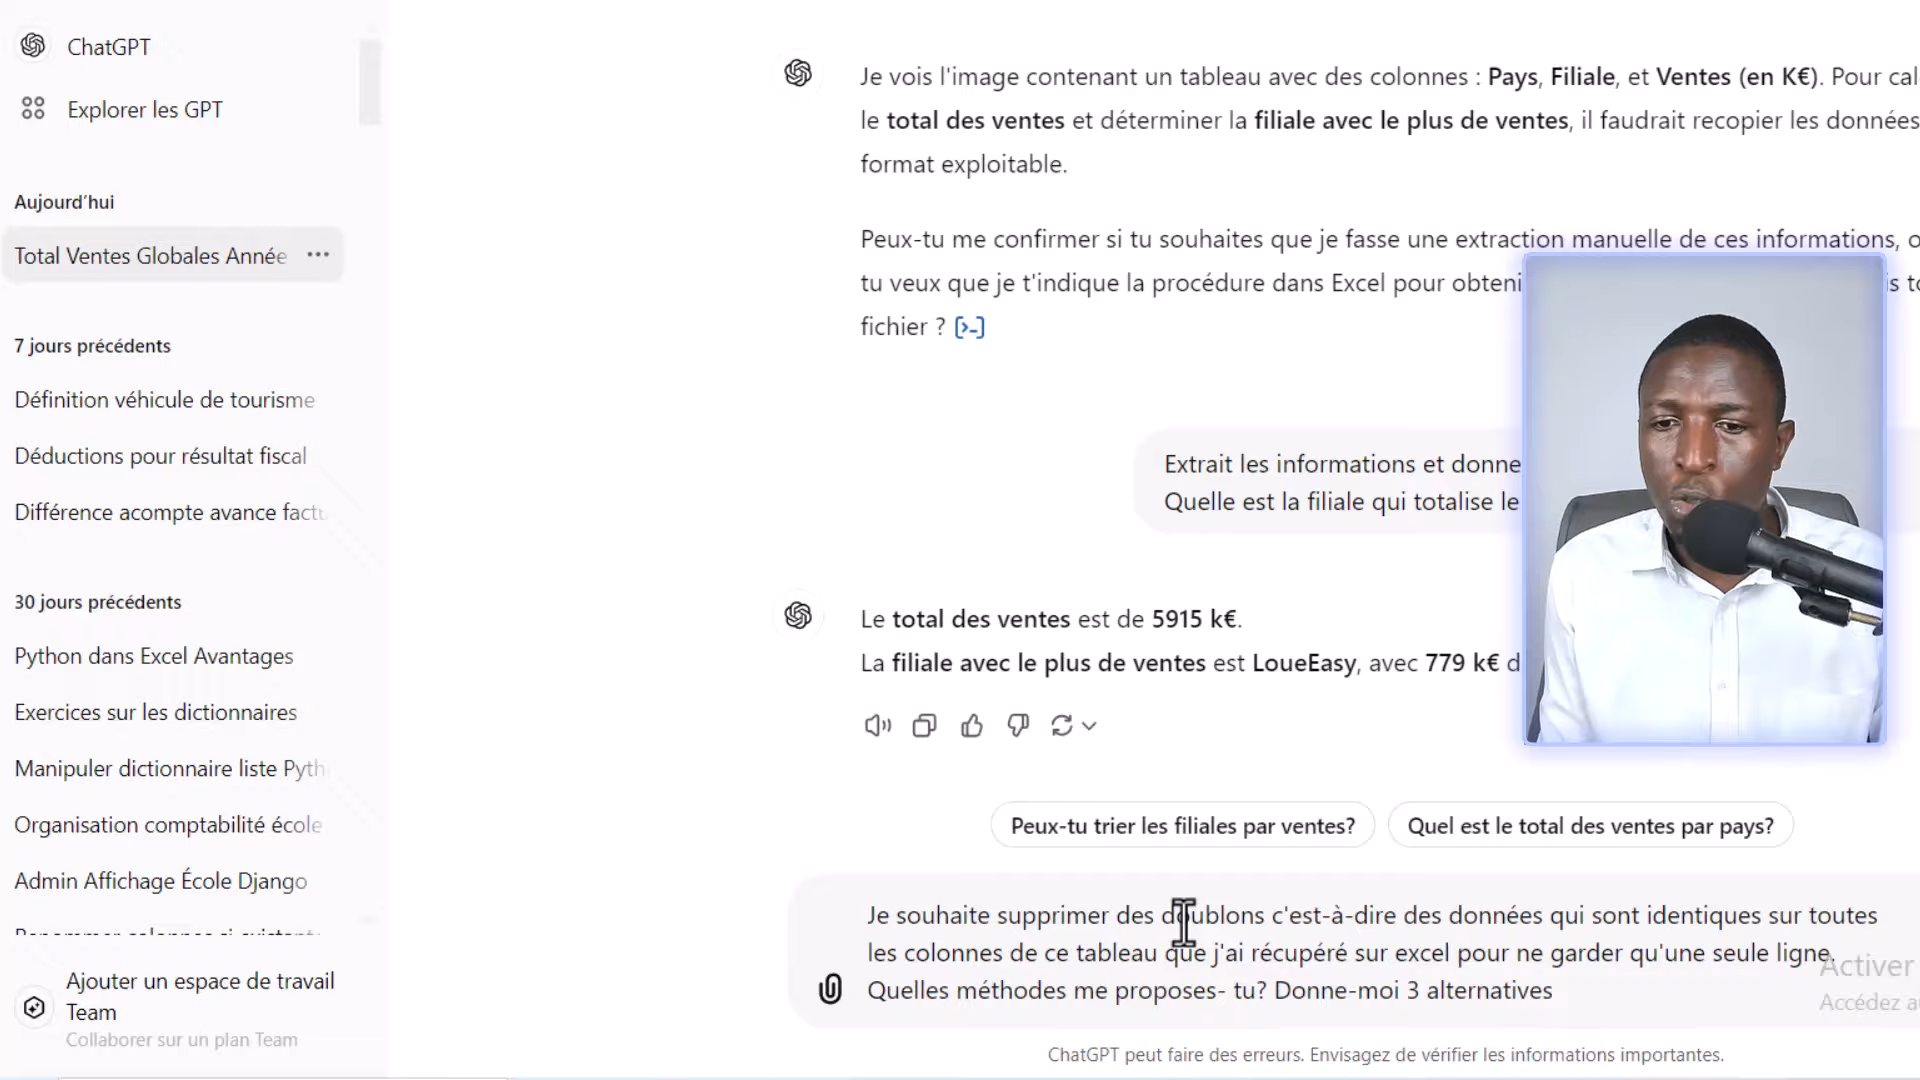 ChatGPT
Explorer les GPT
Aujourd'hui
Total Ventes Globales Année
7 jours précédents
Définition véhicule de tourisme
Déductions pour résultat fiscal
Différence acompte avance
30 jours précédents
Python dans Excel Avantages
Exercices sur les dictionnaires
Manipuler dictionnaire liste
Organisation comptabilité école
Admin Affichage École Django
Ajouter un espace de travail
Team
Collaborer sur un plan Team
Je vois l'image contenant un tableau avec des colonnes : Pays, Filiale, et Ventes (en K€). Pour
le total des ventes et déterminer la filiale avec le plus de ventes, il faudrait recopier les données
format exploitable.
Peux-tu me confirmer si tu souhaites que je fasse une extraction manuelle de ces informations,
tu veux que je t'indique la procédure dans Excel pour
fichier ?
Extrait les informations et donne
Quelle est la filiale qui totalise le
Le total des ventes est de 5915 k€.
La filiale avec le plus de ventes est LoueEasy, avec 779 k€
Peux-tu trier les filiales par ventes?
Quel est le total des ventes par pays?
Je souhaite supprimer des doublons c'est-à-dire des données qui sont identiques sur toutes
les colonnes de ce tableau que j'ai récupéré sur excel pour ne garder qu'une seule ligne.
Quelles méthodes me proposes- tu? Donne-moi 3 alternatives
Activer
Accédez
ChatGPT peut faire des erreurs. Envisagez de vérifier les informations importantes.